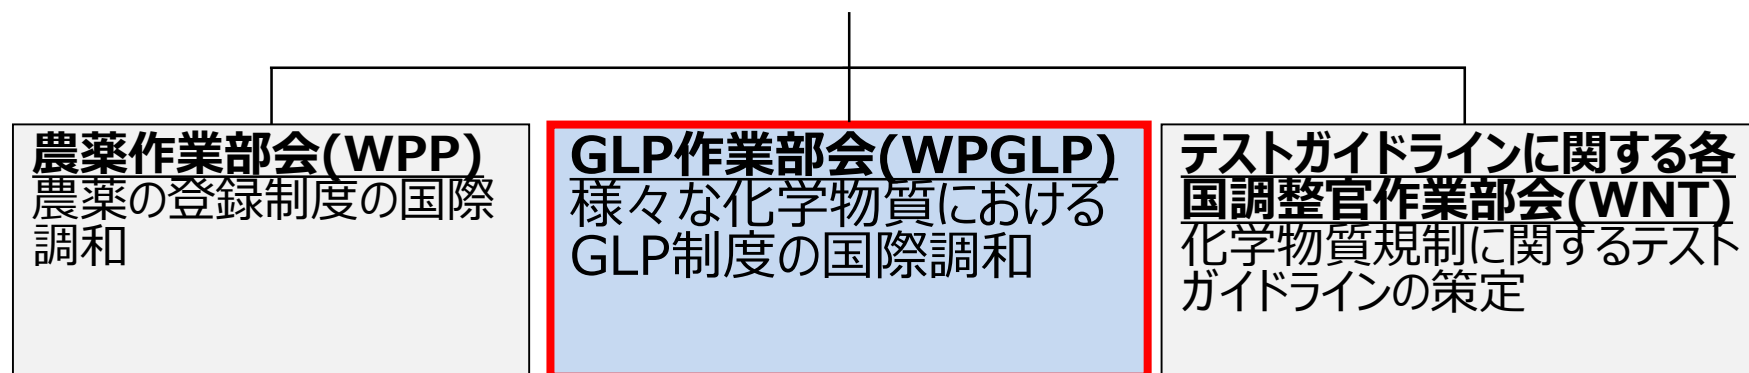 農薬作業部会(WPP)
農薬の登録制度の国際
調和
GLP作業部会(WPGLP)
様々な化学物質における
GLP制度の国際調和
テストガイドラインに関する各
国調整官作業部会(WNT)
化学物質規制に関するテスト
ガイドラインの策定